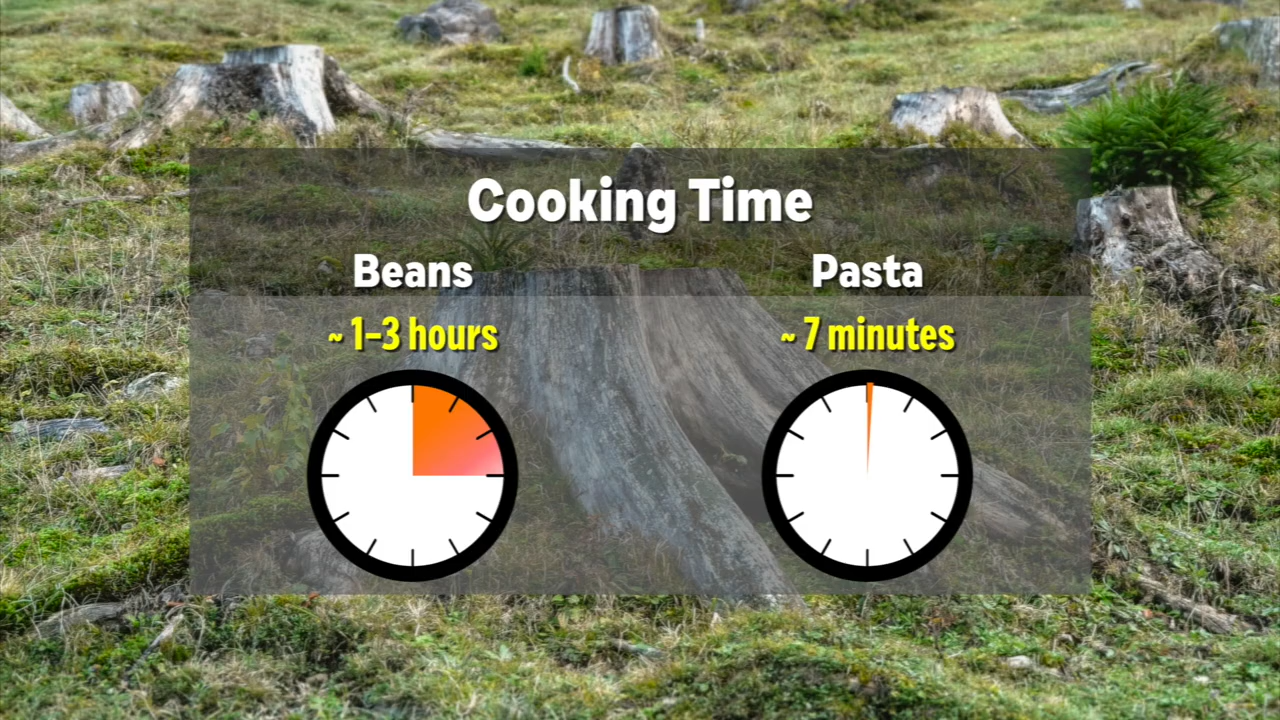 Cooking Time
Beans
Pasta
~ 1–3 hours
~ 7 minutes